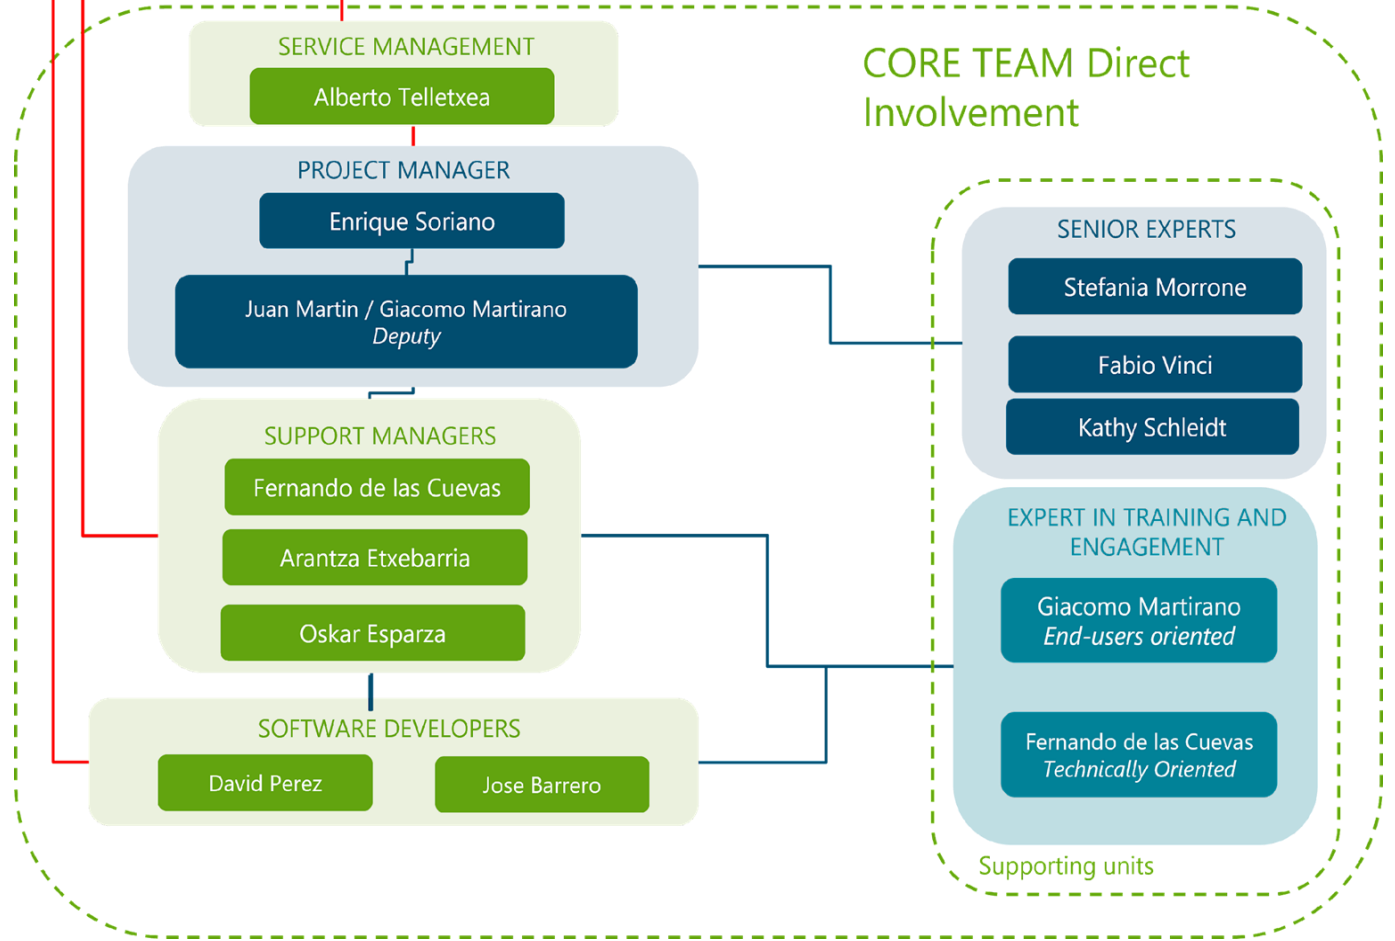 SERVICE MANAGEMENT
Alberto Telletxea
CORE TEAM Direct
Involvement
PROJECT MANAGER
Enrique Soriano
Juan Martin / Giacomo Martirano
Deputy
SUPPORT MANAGERS
Fernando de las Cuevas
Arantza Etxebarria
Oskar Esparza
SOFTWARE DEVELOPERS
David Perez
Jose Barrero
SENIOR EXPERTS
Stefania Morrone
Fabio Vinci
Kathy Schleidt
EXPERT IN TRAINING AND
ENGAGEMENT
Giacomo Martirano
End-users oriented
Fernando de las Cuevas
Technically Oriented
Supporting units